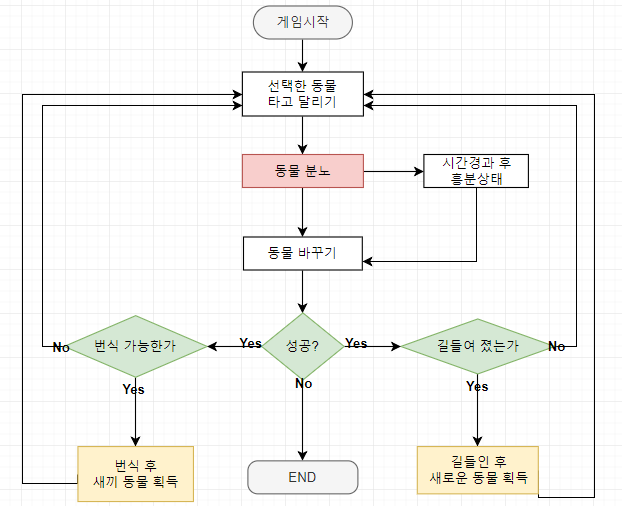 게임시작
선택한 동물
타고 달리기
동물 분노
시간경과 후
흥분상태
동물 바꾸기
No
번식 가능한가
Yes
성공?
Yes
길들여 졌는가
No
Yes
No
Yes
번식 후
새끼 동물 획득
END
길들인 후
새로운 동물 획득